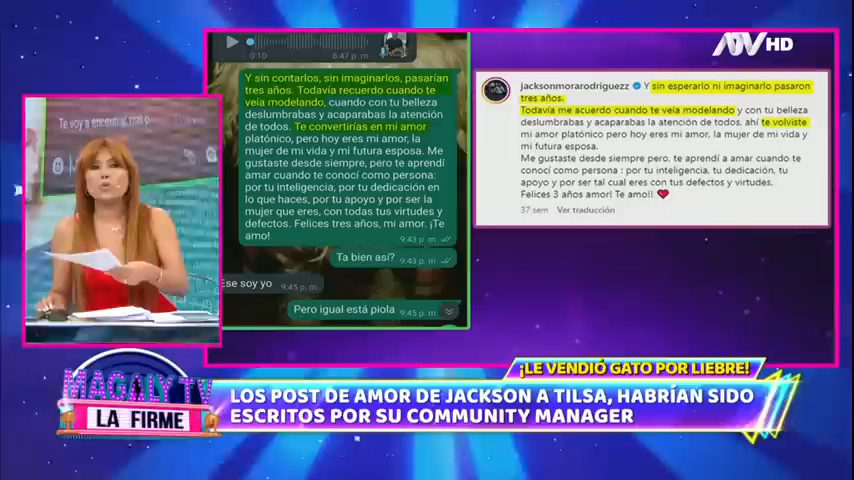 ATV HD
Te voy a encontrar mal p
0:10
8:47 p. m.
Y sin contarlos, sin imaginarlos, pasarían
tres años. Todavía recuerdo cuando te
veía modelando, cuando con tu belleza
deslumbrabas y acaparabas la atención
de todos. Te convertirías en mi amor
platónico, pero hoy eres mi amor, la
mujer de mi vida y mi futura esposa. Me
gustaste desde siempre, pero te aprendí
amar cuando te conocí como persona:
por tu inteligencia, por tu dedicación en
lo que haces, por tu apoyo y por ser la
mujer que eres, con todas tus virtudes y
defectos. Felices tres años, mi amor. ¡Te
amo!
9:43 p. m.
Ta bien así? 9:43 p. m.
Ese soy yo 9:45 p. m.
Pero igual está piola 9:45 p. m.
jacksonmorarodriguezz Y sin esperarlo ni imaginarlo pasaron
tres años.
Todavía me acuerdo cuando te veía modelando y con tu belleza
deslumbrabas y acaparabas la atención de todos, ahí te volviste
mi amor platónico pero hoy eres mi amor, la mujer de mi vida y
mi futura esposa.
Me gustaste desde siempre pero, te aprendí a amar cuando te
conocí como persona : por tu inteligencia, tu dedicación, tu
apoyo y por ser tal cual eres con tus defectos y virtudes.
Felices 3 años amor! Te amo!! ❤️
37 sem Ver traducción
¡LE VENDIÓ GATO POR LIEBRE!
MAGALY TV
LA FIRME
LOS POST DE AMOR DE JACKSON A TILSA, HABRÍAN SIDO
ESCRITOS POR SU COMMUNITY MANAGER